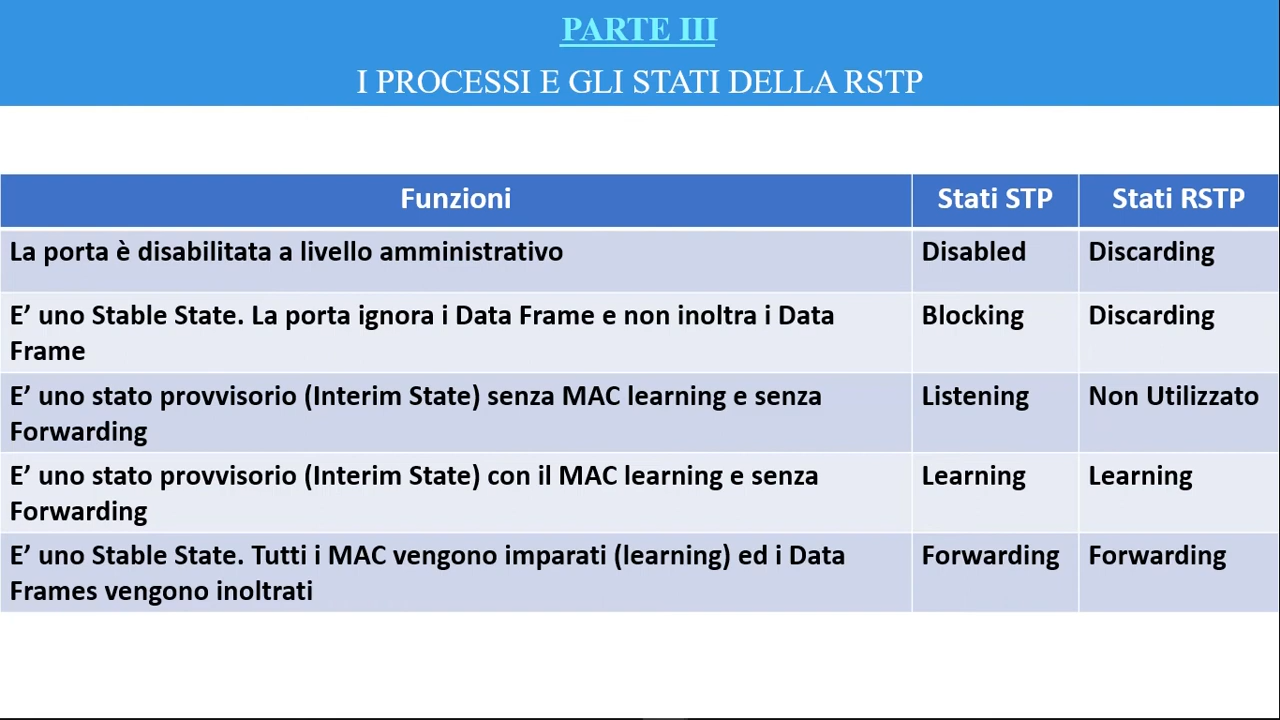 PARTE III
I PROCESSI E GLI STATI DELLA RSTP
Funzioni Stati STP Stati RSTP
La porta è disabilitata a livello amministrativo Disabled Discarding
E’ uno Stable State. La porta ignora i Data Frame e non inoltra i Data Blocking Discarding
Frame
E’ uno stato provvisorio (Interim State) senza MAC learning e senza Listening Non Utilizzato
Forwarding
E’ uno stato provvisorio (Interim State) con il MAC learning e senza Learning Learning
Forwarding
E’ uno Stable State. Tutti i MAC vengono imparati (learning) ed i Data Forwarding Forwarding
Frames vengono inoltrati